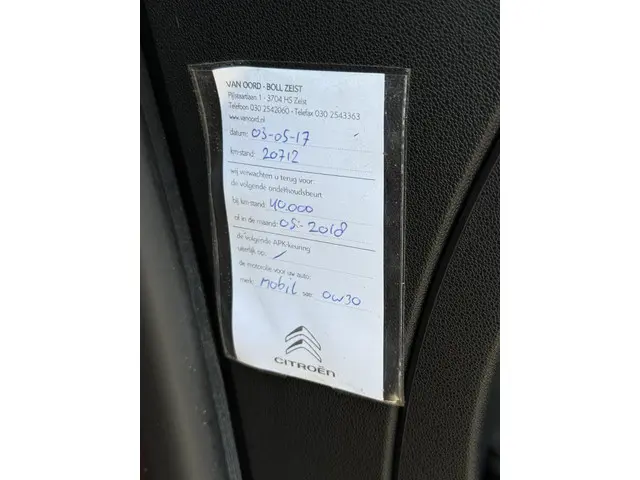 VAN OORD - BOLL ZEIST
Pijlstaartlaan 1 - 3704 HS Zeist
Telefoon 030 2542060 - Telefax 030 2543363
www.vanoord.nl
datum: 03-05-17
km-stand: 20712
wij verwachten u terug voor:
de volgende onderhoudsbeurt
bij km-stand: 40.000
of in de maand: 05-2018
de volgende APK-keuring
uiterlijk op: /
de motorolie voor uw auto:
merk: Mobil sae: 0W30
CITROËN